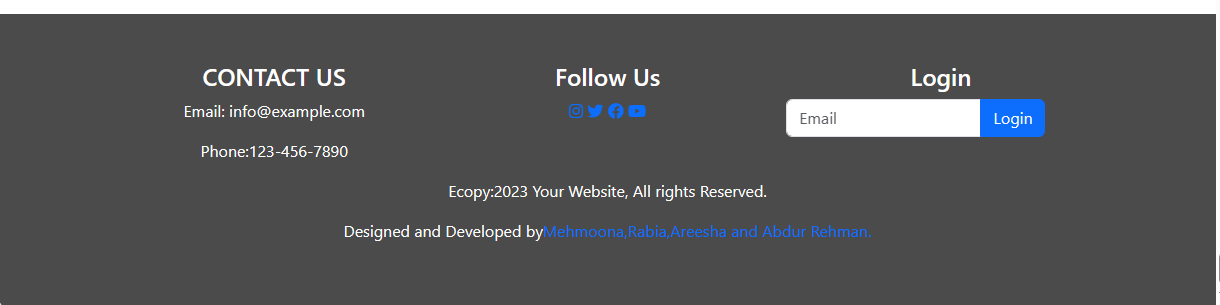 CONTACT US
Email: info@example.com
Phone:123-456-7890
Follow Us
Login
Email
Login
Ecopy:2023 Your Website, All rights Reserved.
Designed and Developed byMehmoona,Rabia,Areesha and Abdur Rehman.